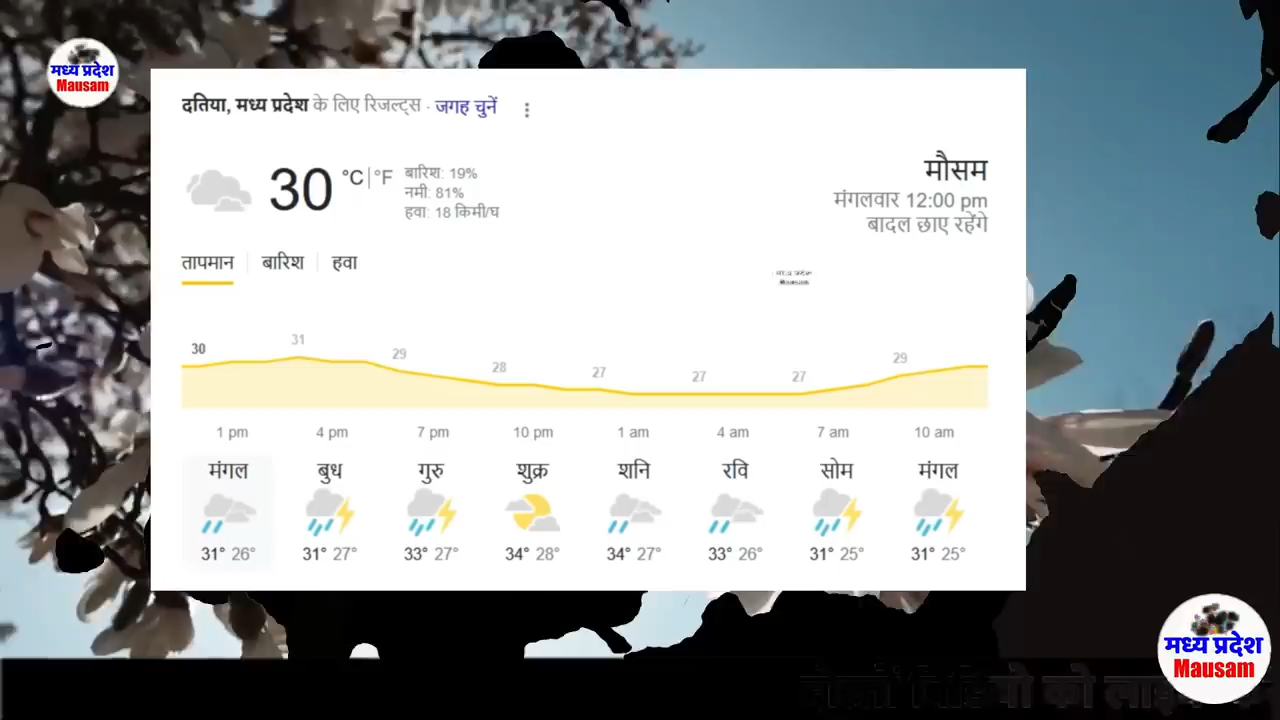 मध्य प्रदेश
Mausam
दतिया, मध्य प्रदेश के लिए रिजल्ट्स · जगह चुनें
30 °C | °F
बारिश: 19%
नमी: 81%
हवा: 18 किमी/घ
मौसम
मंगलवार 12:00 pm
बादल छाए रहेंगे
तापमान बारिश हवा
मध्य प्रदेश
Mausam
30 31 29 28 27 27 27 29
1 pm 4 pm 7 pm 10 pm 1 am 4 am 7 am 10 am
मंगल बुध गुरु शुक्र शनि रवि सोम मंगल
31° 26° 31° 27° 33° 27° 34° 28° 34° 27° 33° 26° 31° 25° 31° 25°
मध्य प्रदेश
Mausam
को